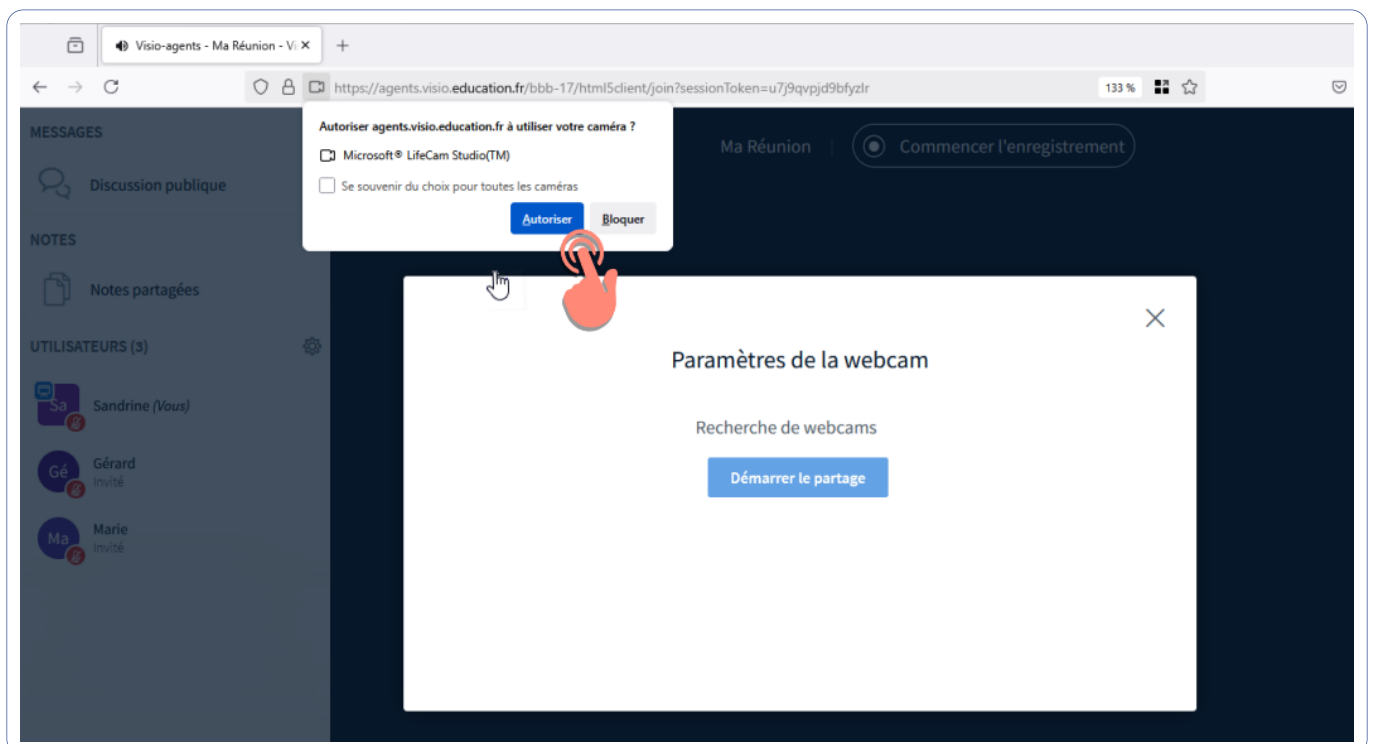 Visio-agents - Ma Réunion - Vi
https://agents.visio.education.fr/bbb-17/html5client/join?sessionToken=u7j9qvpjd9bfyzlr
133 %
Autoriser agents.visio.education.fr à utiliser votre caméra ?
Microsoft® LifeCam Studio(TM)
Se souvenir du choix pour toutes les caméras
Autoriser Bloquer
MESSAGES
Discussion publique
NOTES
Notes partagées
UTILISATEURS (3)
Sa Sandrine (Vous)
Gé Gérard
Invité
Ma Marie
Invité
Ma Réunion
Commencer l'enregistrement
Paramètres de la webcam
Recherche de webcams
Démarrer le partage